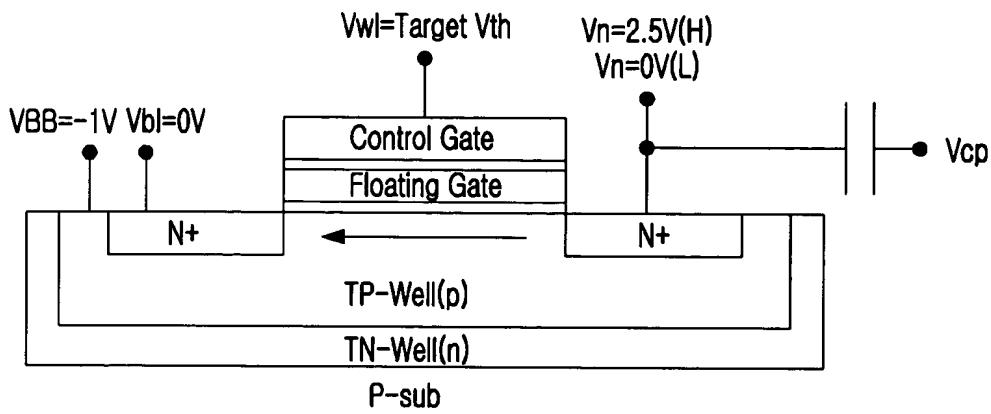 Vwl=Target Vth
Vn=2.5V(H)
Vn=0V(L)
VBB=-1V Vbl=0V
Control Gate
Vcp
Floating Gate
N+
N+
TP-Well(p)
TN-Well(n)
P-sub